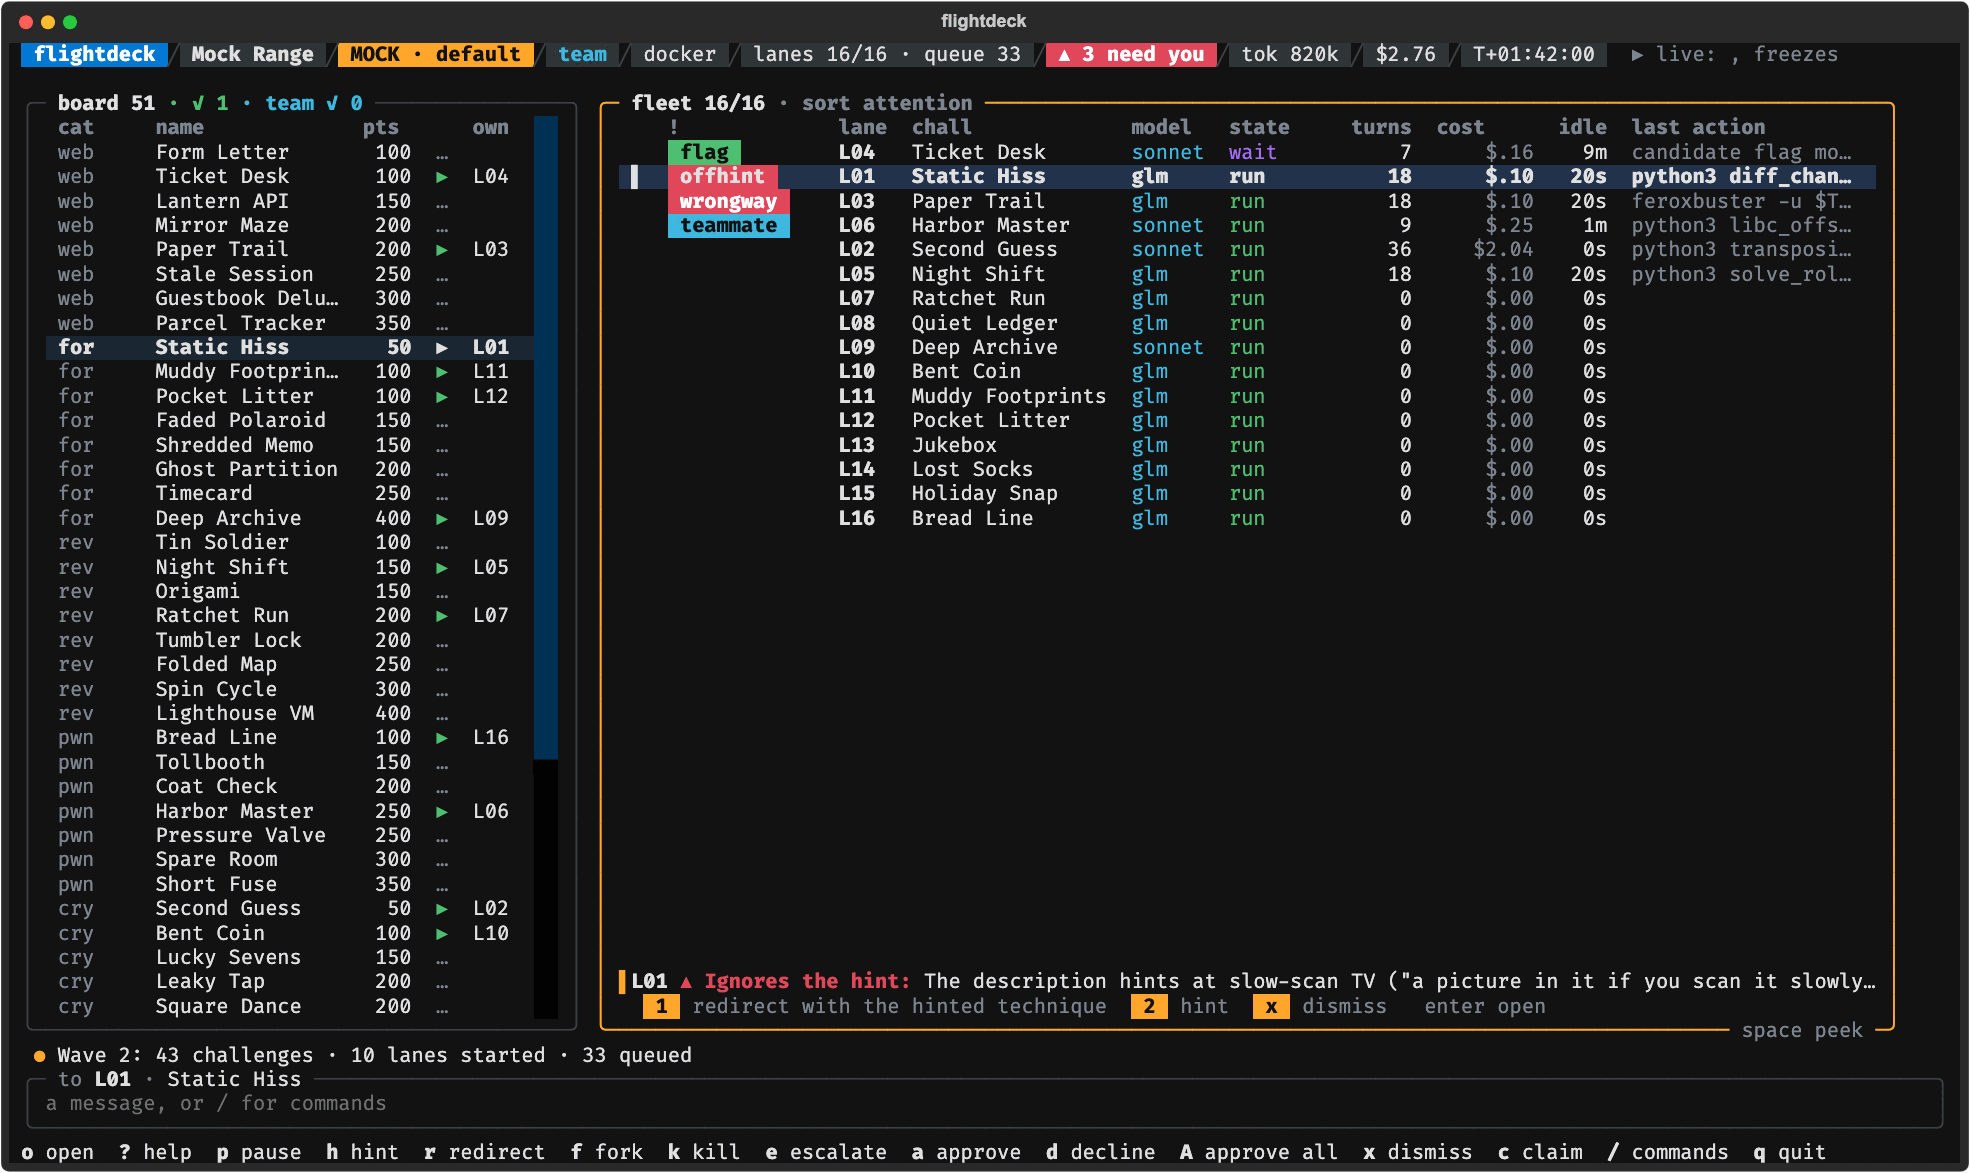 flightdeck
flightdeck / Mock Range / MOCK · default / team / docker / lanes 16/16 · queue 33 / ▲ 3 need you / tok 820k / $2.76 / T+01:42:00 ▶ live: , freezes
board 51 · √ 1 · team √ 0
cat name pts own
web Form Letter 100 …
web Ticket Desk 100 ▶ L04
web Lantern API 150 …
web Mirror Maze 200 …
web Paper Trail 200 ▶ L03
web Stale Session 250 …
web Guestbook Delu… 300 …
web Parcel Tracker 350 …
for Static Hiss 50 ▶ L01
for Muddy Footprin… 100 ▶ L11
for Pocket Litter 100 ▶ L12
for Faded Polaroid 150 …
for Shredded Memo 150 …
for Ghost Partition 200 …
for Timecard 250 …
for Deep Archive 400 ▶ L09
rev Tin Soldier 100 …
rev Night Shift 150 ▶ L05
rev Origami 150 …
rev Ratchet Run 200 ▶ L07
rev Tumbler Lock 200 …
rev Folded Map 250 …
rev Spin Cycle 300 …
rev Lighthouse VM 400 …
pwn Bread Line 100 ▶ L16
pwn Tollbooth 150 …
pwn Coat Check 200 …
pwn Harbor Master 250 ▶ L06
pwn Pressure Valve 250 …
pwn Spare Room 300 …
pwn Short Fuse 350 …
cry Second Guess 50 ▶ L02
cry Bent Coin 100 ▶ L10
cry Lucky Sevens 150 …
cry Leaky Tap 200 …
cry Square Dance 200 …
fleet 16/16 · sort attention
! lane chall model state turns cost idle last action
flag L04 Ticket Desk sonnet wait 7 $.16 9m candidate flag mo…
offhint L01 Static Hiss glm run 18 $.10 20s python3 diff_chan…
wrongway L03 Paper Trail glm run 18 $.10 20s feroxbuster -u $T…
teammate L06 Harbor Master sonnet run 9 $.25 1m python3 libc_offs…
L02 Second Guess sonnet run 36 $2.04 0s python3 transposi…
L05 Night Shift glm run 18 $.10 20s python3 solve_rol…
L07 Ratchet Run glm run 0 $.00 0s
L08 Quiet Ledger glm run 0 $.00 0s
L09 Deep Archive sonnet run 0 $.00 0s
L10 Bent Coin glm run 0 $.00 0s
L11 Muddy Footprints glm run 0 $.00 0s
L12 Pocket Litter glm run 0 $.00 0s
L13 Jukebox glm run 0 $.00 0s
L14 Lost Socks glm run 0 $.00 0s
L15 Holiday Snap glm run 0 $.00 0s
L16 Bread Line glm run 0 $.00 0s
L01 ▲ Ignores the hint: The description hints at slow-scan TV ("a picture in it if you scan it slowly…
1 redirect with the hinted technique 2 hint x dismiss enter open
space peek
● Wave 2: 43 challenges · 10 lanes started · 33 queued
to L01 · Static Hiss
a message, or / for commands
o open ? help p pause h hint r redirect f fork k kill e escalate a approve d decline A approve all x dismiss c claim / commands q quit